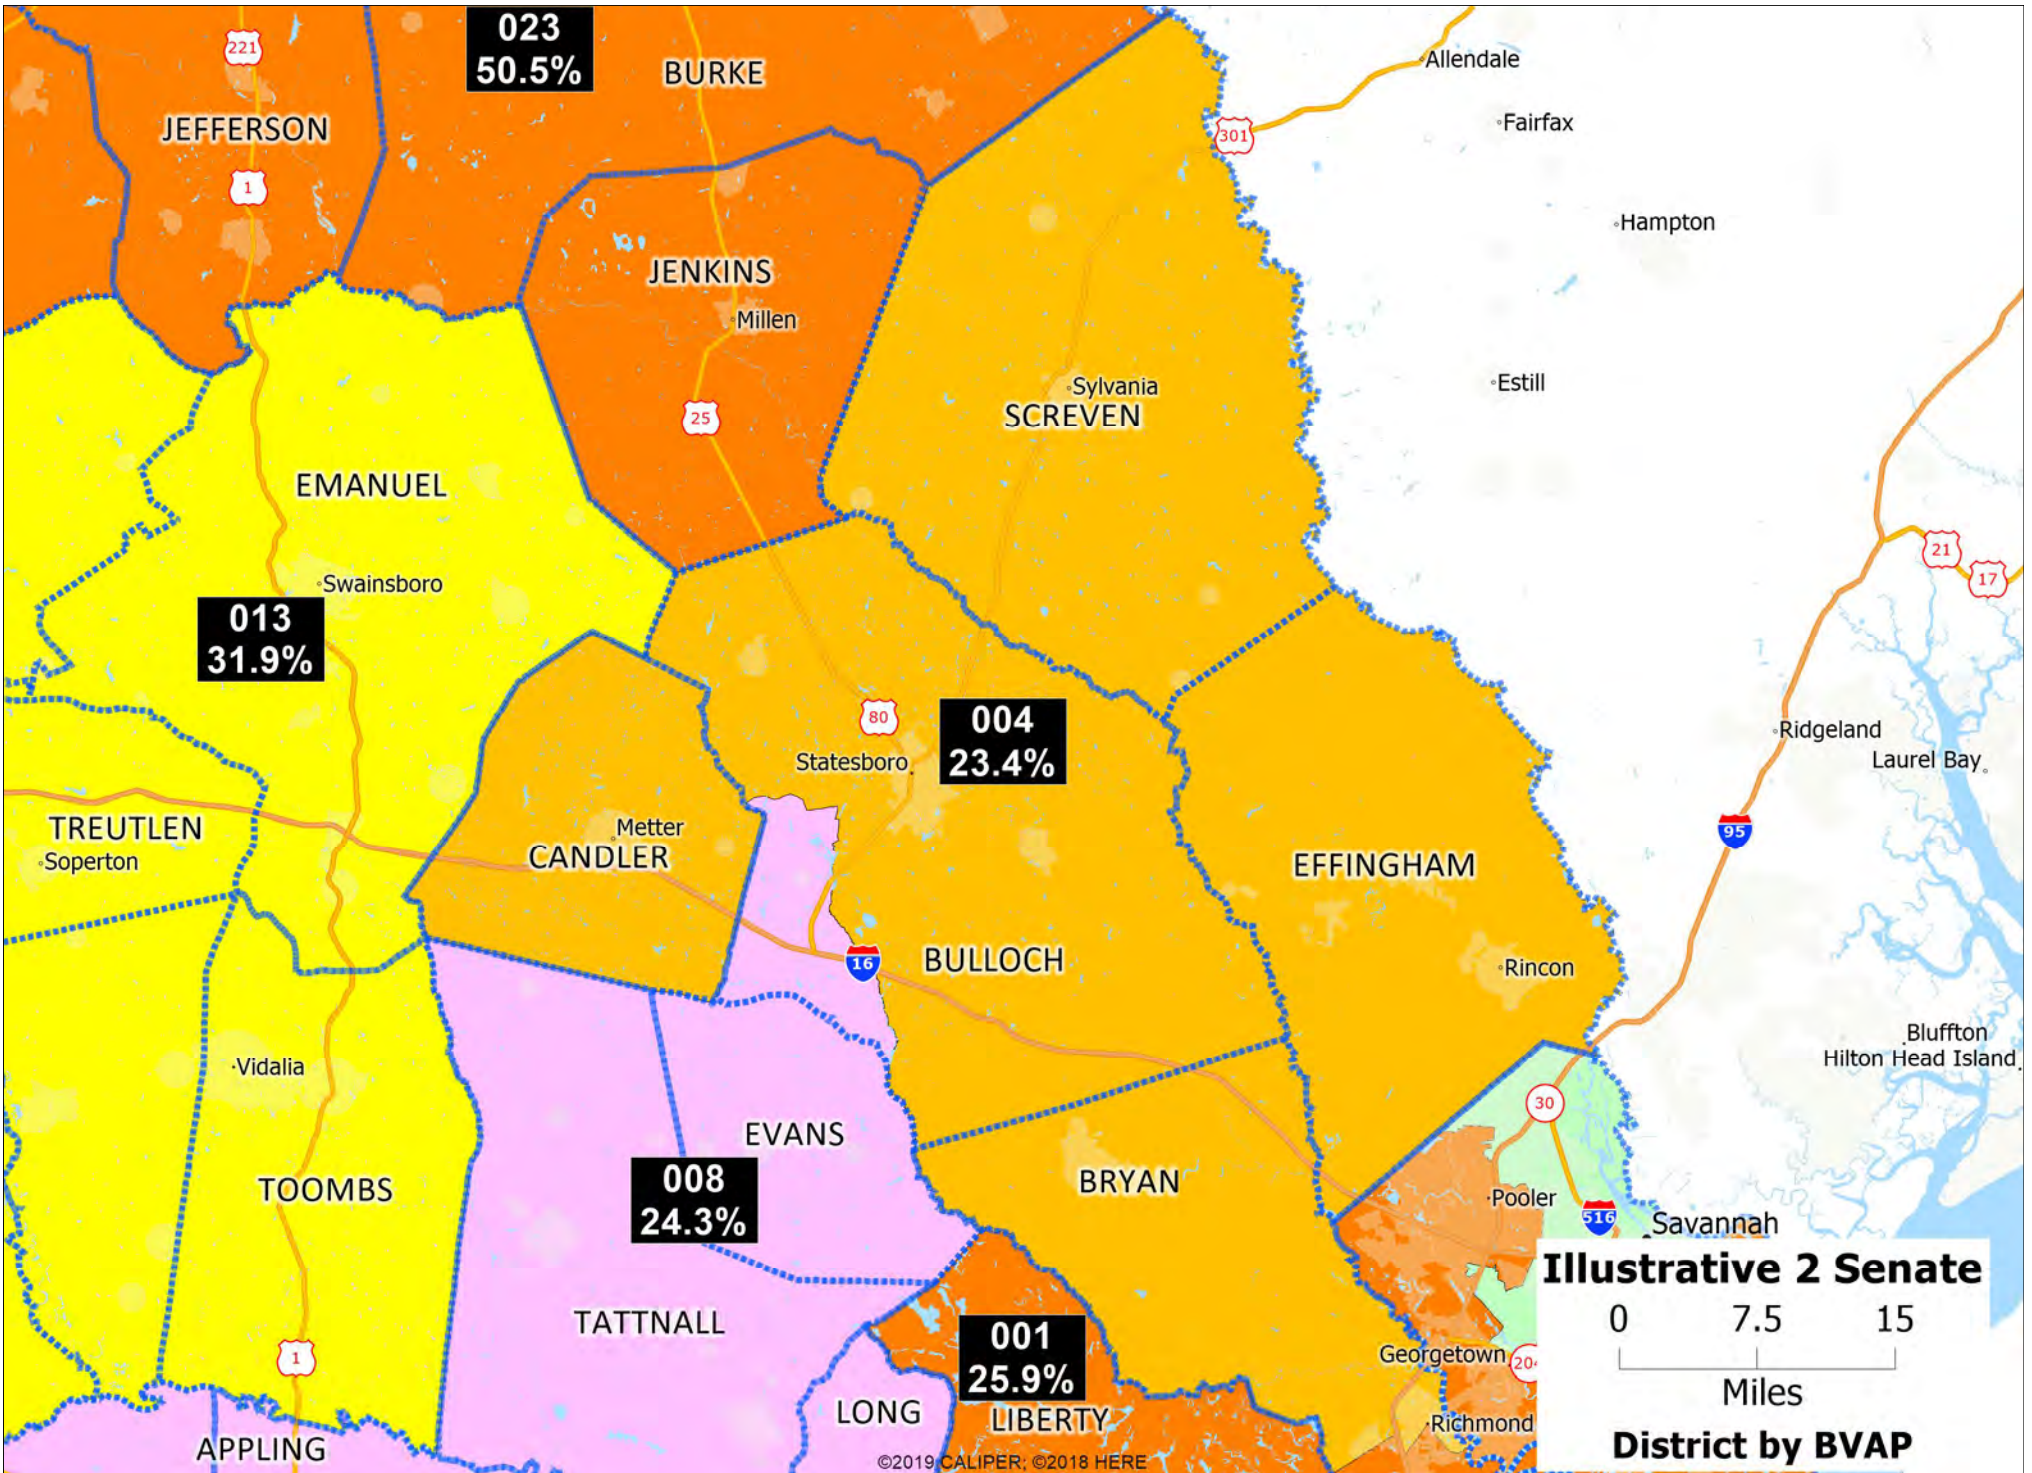 023
50.5%
BURKE
221
JEFFERSON
1
Allendale
Fairfax
301
Hampton
JENKINS
Millen
Sylvania
SCREVEN
Estill
25
EMANUEL
Swainsboro
21
17
013
31.9%
004
23.4%
80
Statesboro
Ridgeland
Laurel Bay
TREUTLEN
Soperton
Metter
CANDLER
95
EFFINGHAM
16
BULLOCH
Rincon
Vidalia
Bluffton
Hilton Head Island
30
EVANS
008
24.3%
BRYAN
TOOMBS
Pooler
516
Savannah
Illustrative 2 Senate
0 7.5 15
Miles
District by BVAP
TATTNALL
001
25.9%
Georgetown
204
1
LONG
LIBERTY
Richmond
APPLING
©2019 CALIPER; ©2018 HERE